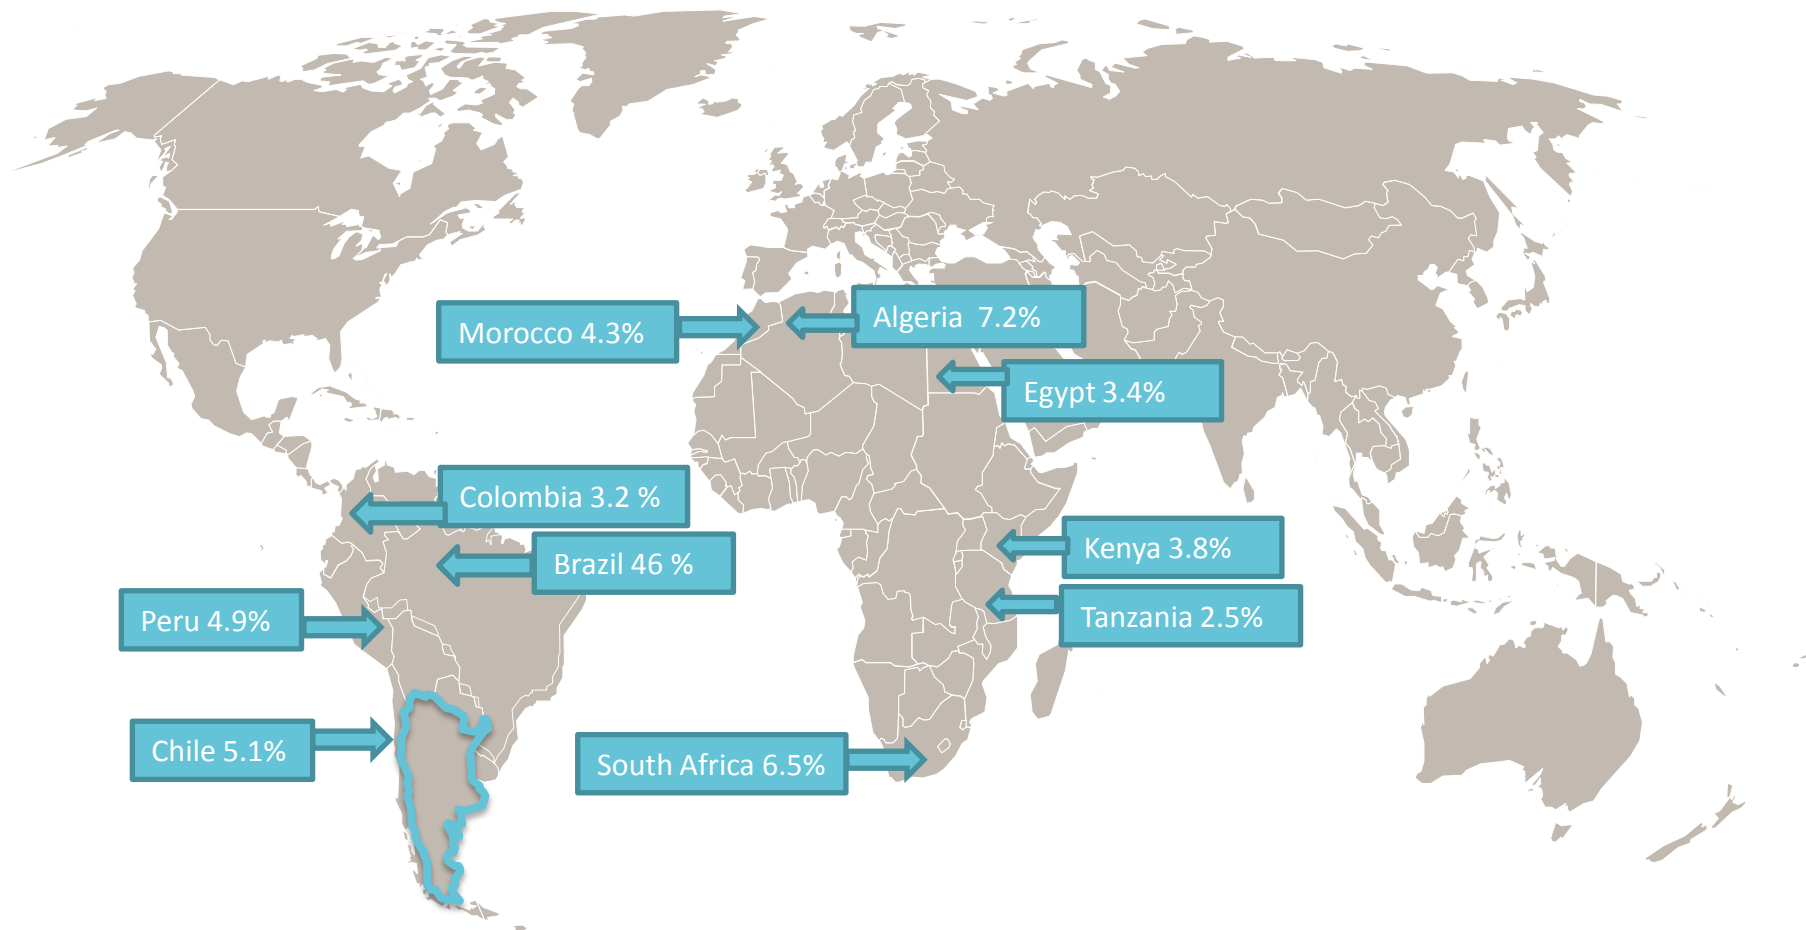 Morocco 4.3%
Algeria 7.2%
Egypt 3.4%
Colombia 3.2 %
Brazil 46 %
Kenya 3.8%
Peru 4.9%
Tanzania 2.5%
Chile 5.1%
South Africa 6.5%